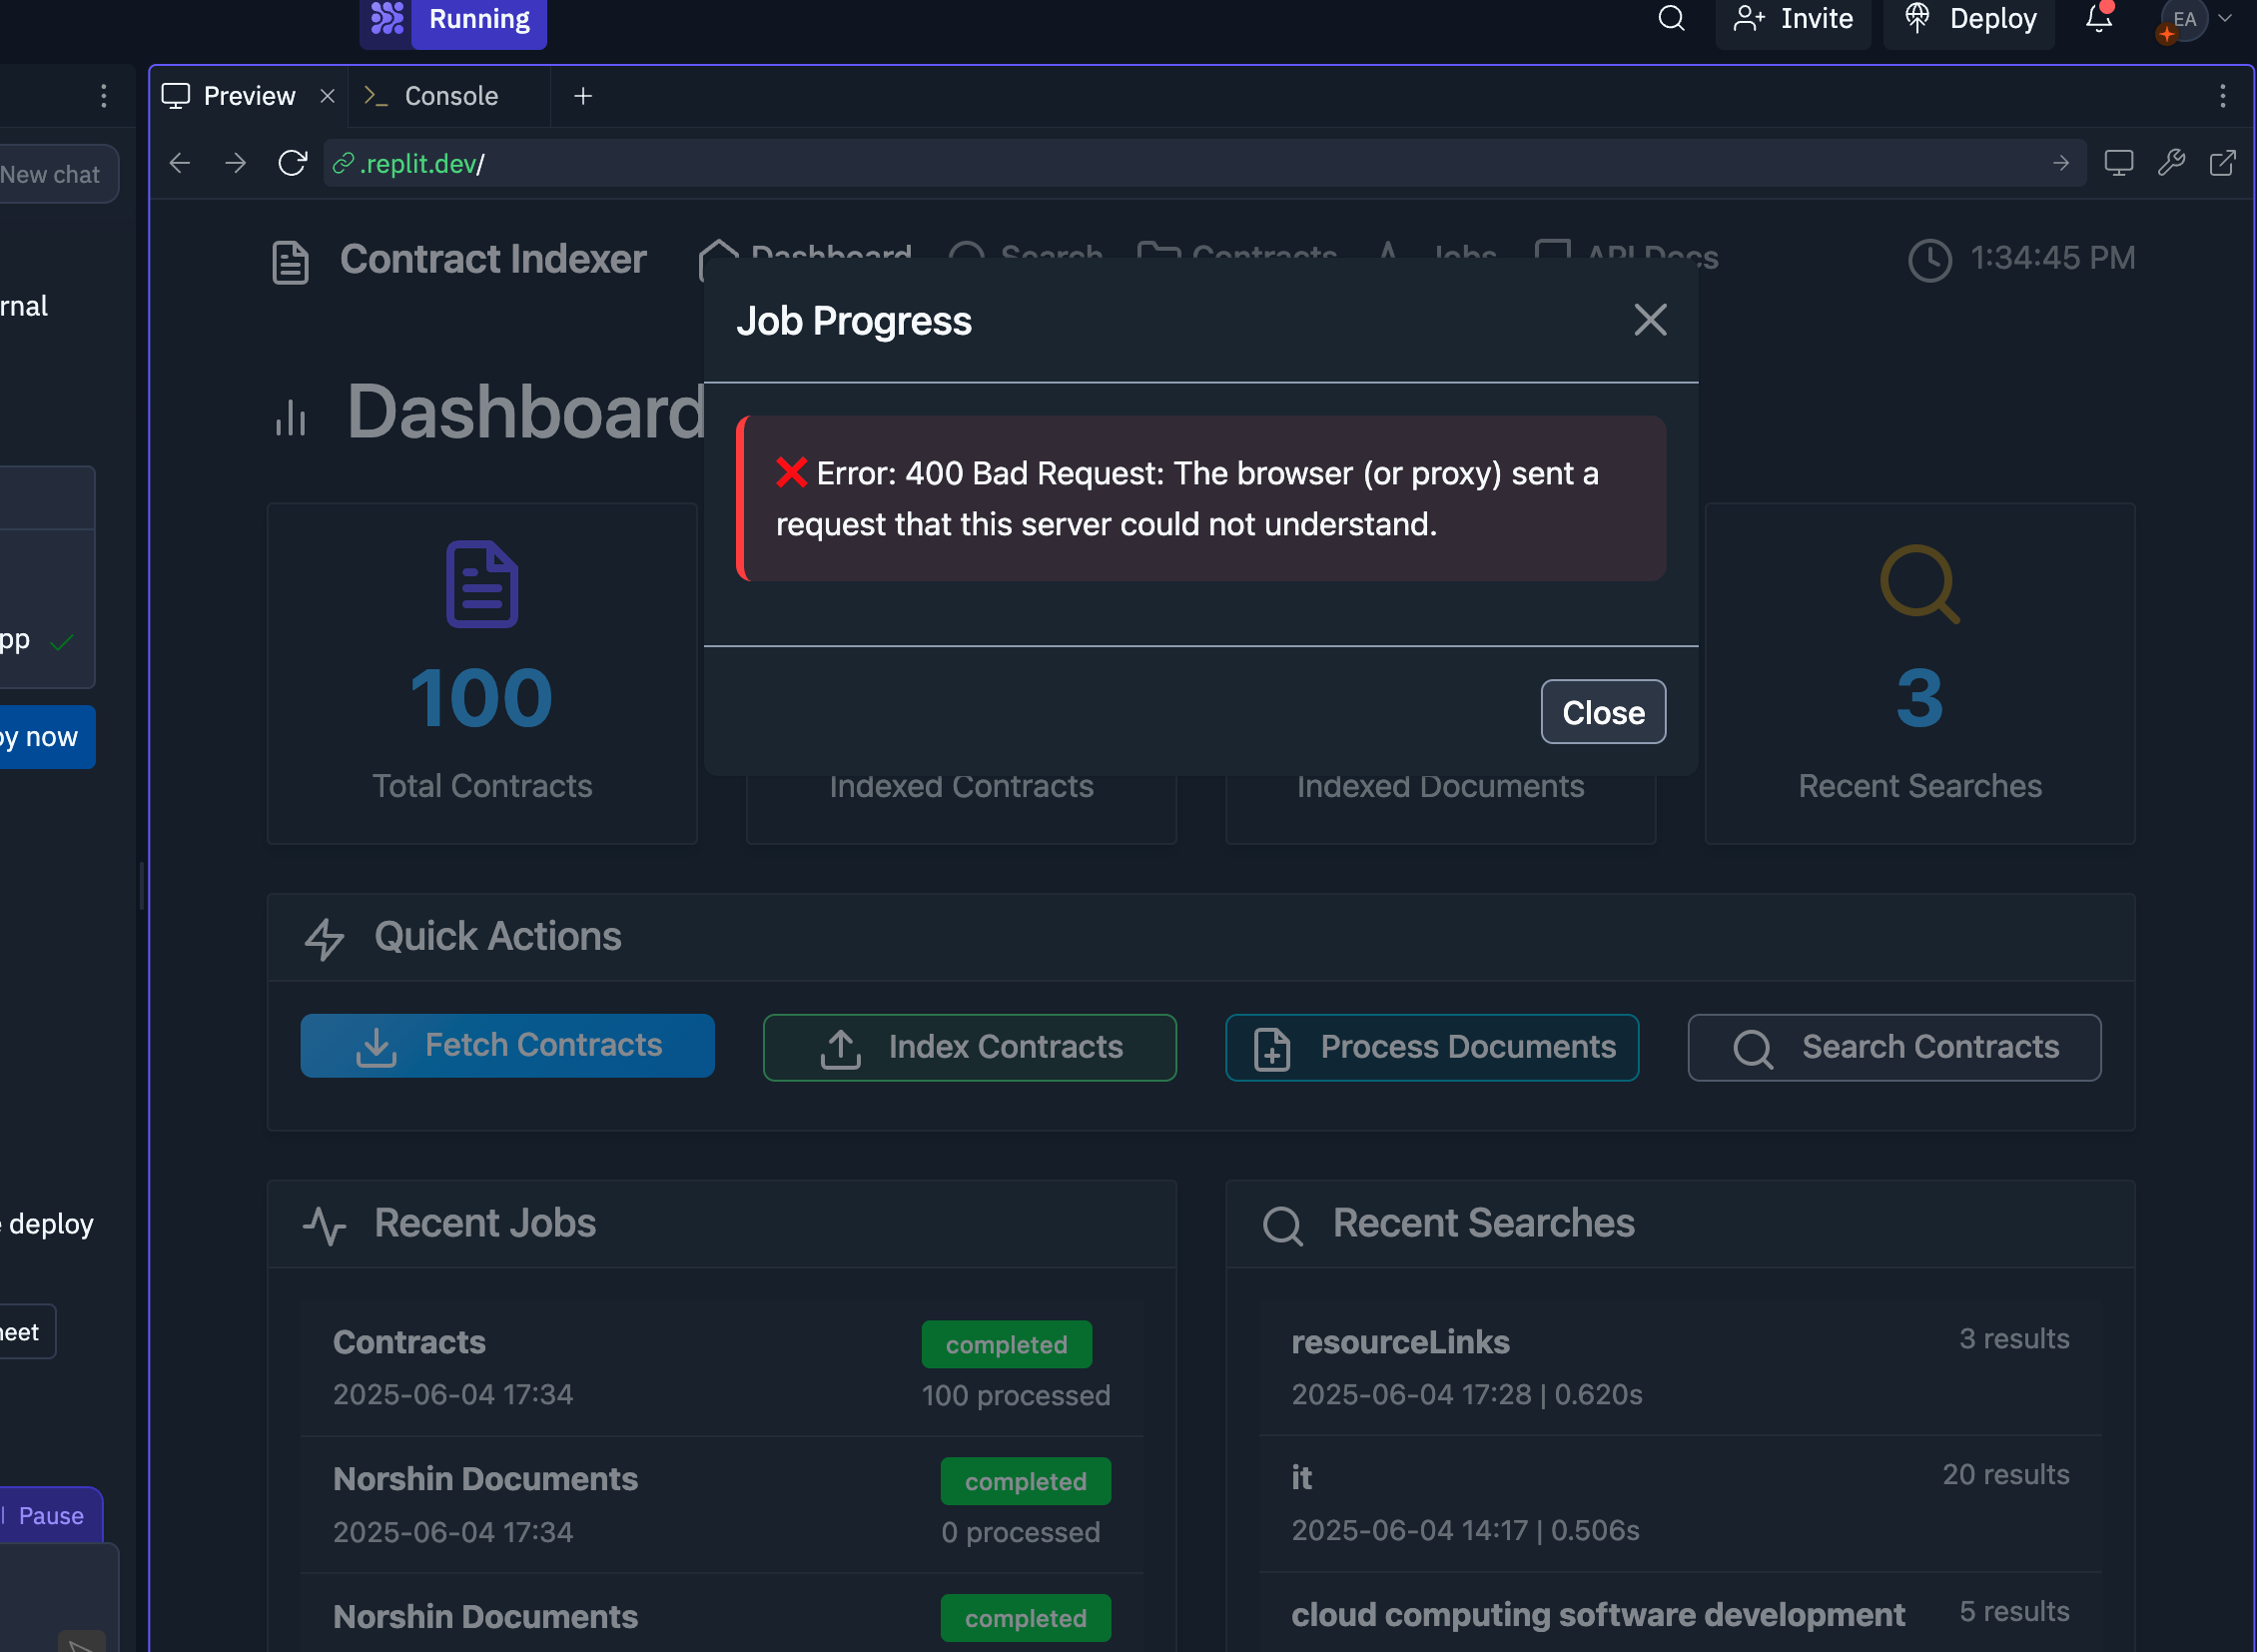 Running
Invite
Deploy
EA
Preview
Console
New chat
.replit.dev/
rnal
Contract Indexer
Dashboard
Search
Contracts
Jobs
API Docs
1:34:45 PM
Job Progress
Dashboard
❌ Error: 400 Bad Request: The browser (or proxy) sent a
request that this server could not understand.
pp
100
3
Close
oy now
Total Contracts
Indexed Contracts
Indexed Documents
Recent Searches
Quick Actions
Fetch Contracts
Index Contracts
Process Documents
Search Contracts
Recent Jobs
Recent Searches
e deploy
Contracts
completed
2025-06-04 17:34
100 processed
resourceLinks
3 results
2025-06-04 17:28 | 0.620s
neet
Norshin Documents
completed
2025-06-04 17:34
0 processed
it
20 results
2025-06-04 14:17 | 0.506s
Pause
Norshin Documents
completed
cloud computing software development
5 results